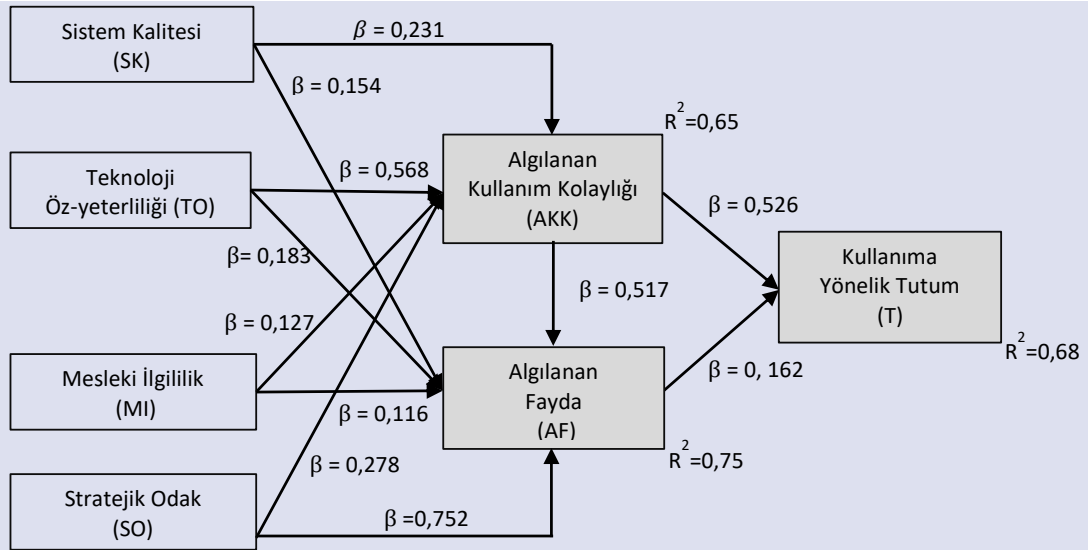 Sistem Kalitesi
(SK)
β = 0,231
β = 0,154
R²=0,65
Teknoloji
Öz-yeterliliği (TO)
β = 0,568
Algılanan
Kullanım Kolaylığı
(AKK)
β = 0,526
β= 0,183
β = 0,517
Kullanıma
Yönelik Tutum
(T)
β = 0,127
R²=0,68
Mesleki İlgililik
(MI)
β = 0,116
Algılanan
Fayda
(AF)
β = 0, 162
β = 0,278
R²=0,75
Stratejik Odak
(SO)
β =0,752